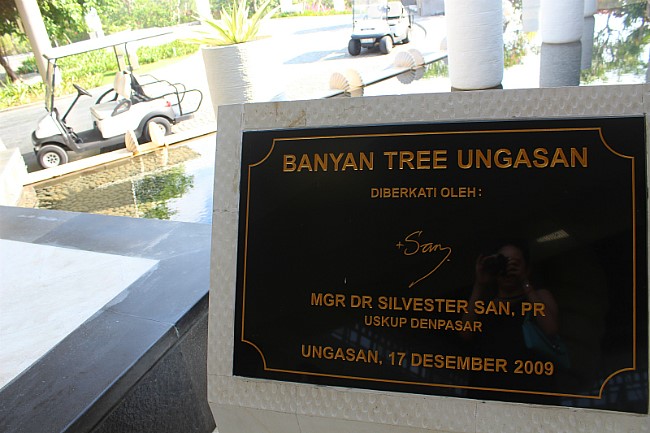 BANYAN TREE UNGASAN
DIBERKATI OLEH :
+San
MGR DR SILVESTER SAN, PR
USKUP DENPASAR
UNGASAN, 17 DESEMBER 2009